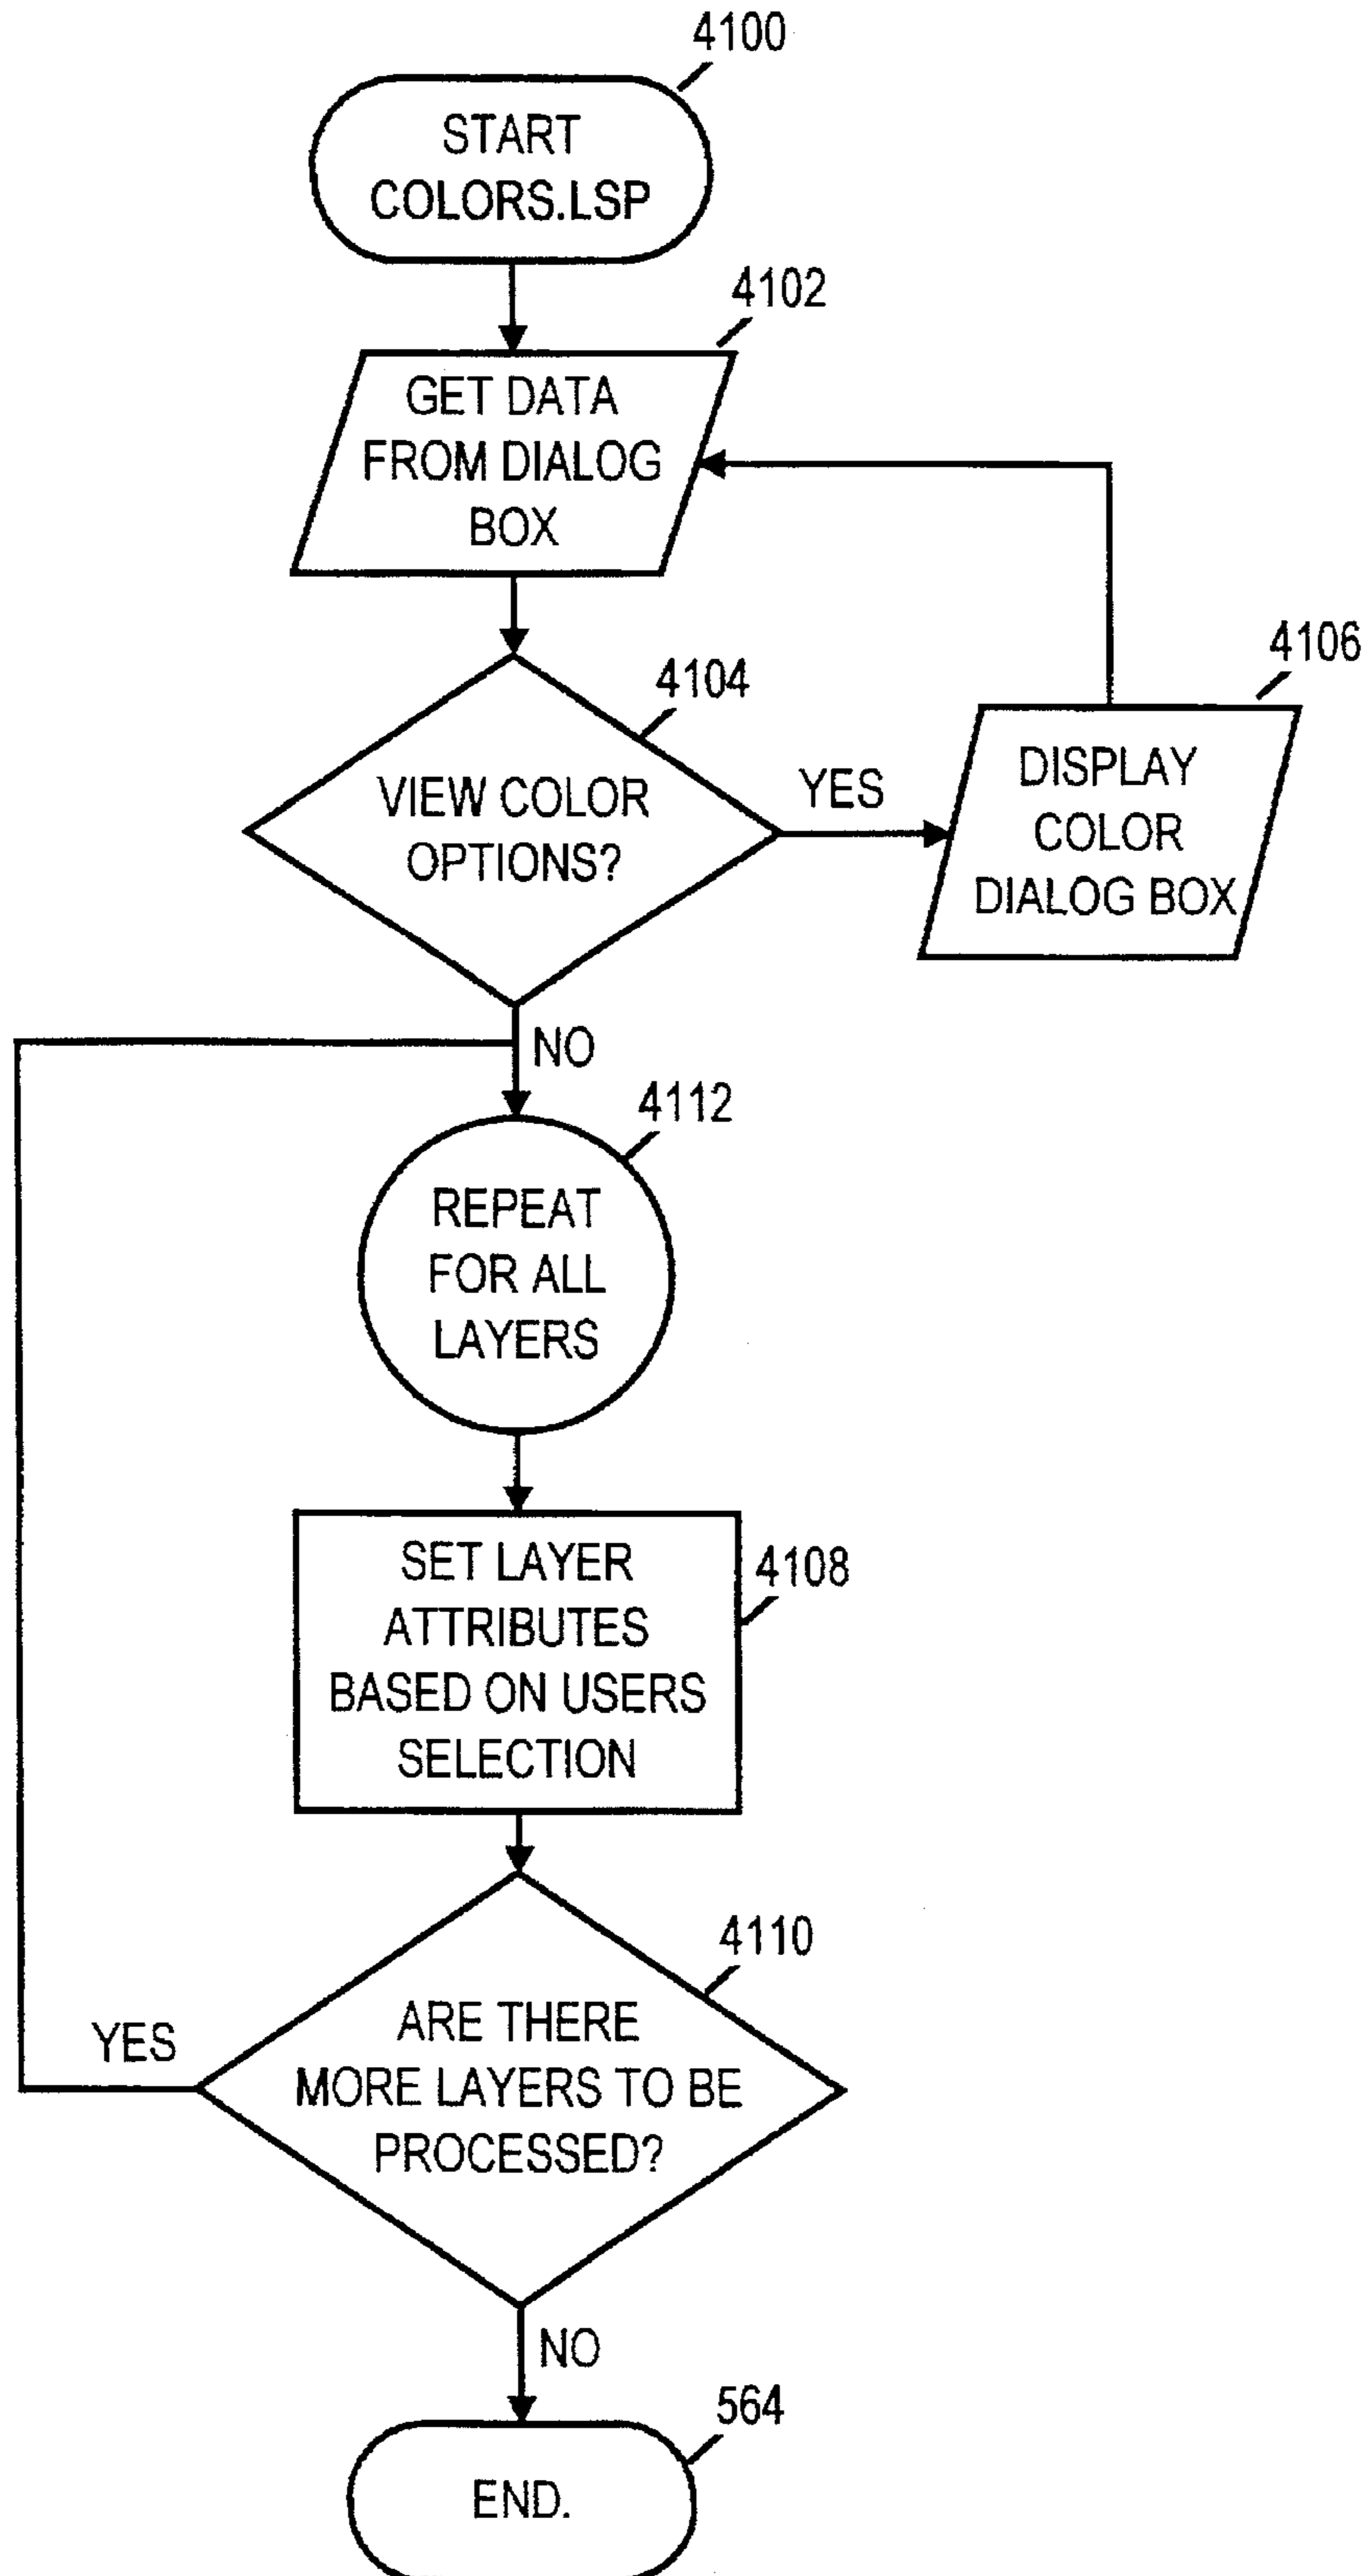 4100
START
COLORS.LSP
4102
GET DATA
FROM DIALOG
BOX
4104
VIEW COLOR
OPTIONS?
YES
4106
DISPLAY
COLOR
DIALOG BOX
NO
4112
REPEAT
FOR ALL
LAYERS
4108
SET LAYER
ATTRIBUTES
BASED ON USERS
SELECTION
4110
ARE THERE
MORE LAYERS TO BE
PROCESSED?
YES
NO
564
END.